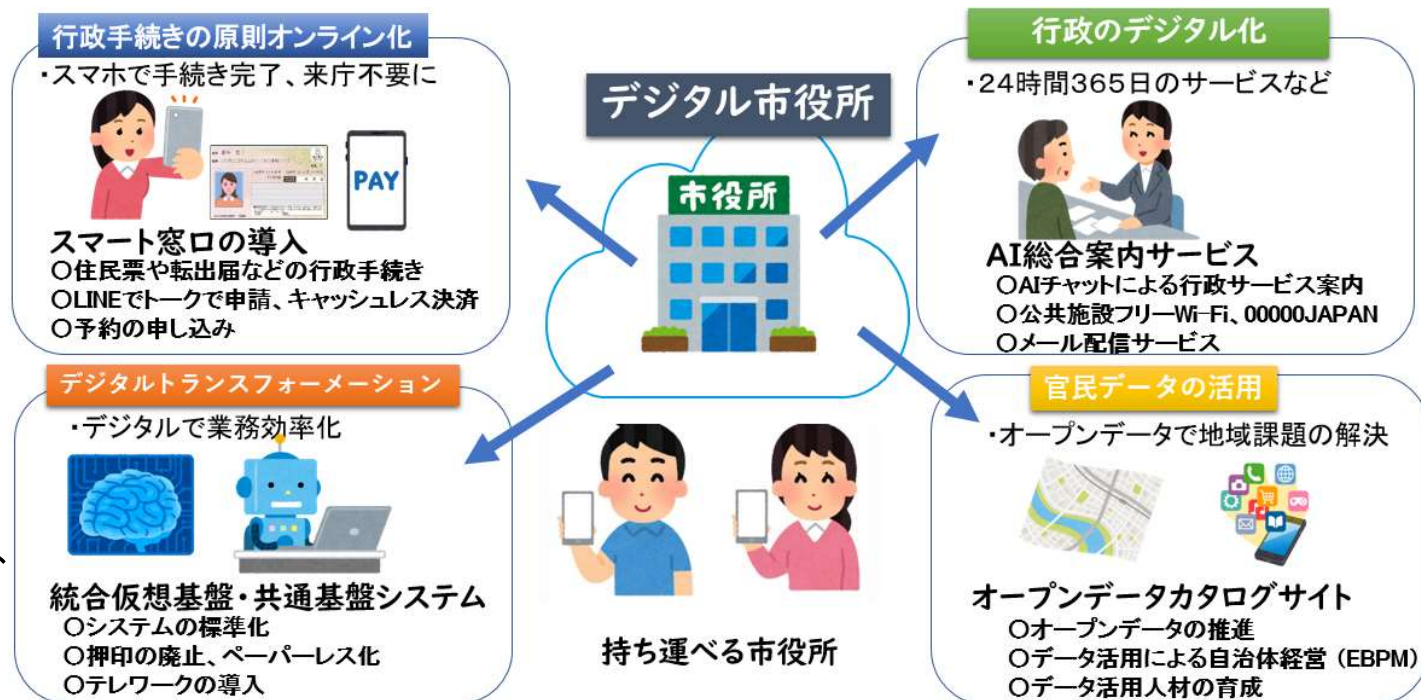 行政手続きの原則オンライン化
・スマホで手続き完了、来庁不要に
PAY
スマート窓口の導入
○住民票や転出届などの行政手続き
○LINEでトークで申請、キャッシュレス決済
○予約の申し込み
デジタル市役所
市役所
行政のデジタル化
・24時間365日のサービスなど
AI総合案内サービス
○AIチャットによる行政サービス案内
○公共施設フリーWi-Fi、00000JAPAN
○メール配信サービス
デジタルトランスフォーメーション
・デジタルで業務効率化
統合仮想基盤・共通基盤システム
○システムの標準化
○押印の廃止、ペーパーレス化
○テレワークの導入
持ち運べる市役所
官民データの活用
・オープンデータで地域課題の解決
オープンデータカタログサイト
○オープンデータの推進
○データ活用による自治体経営（EBPM）
○データ活用人材の育成